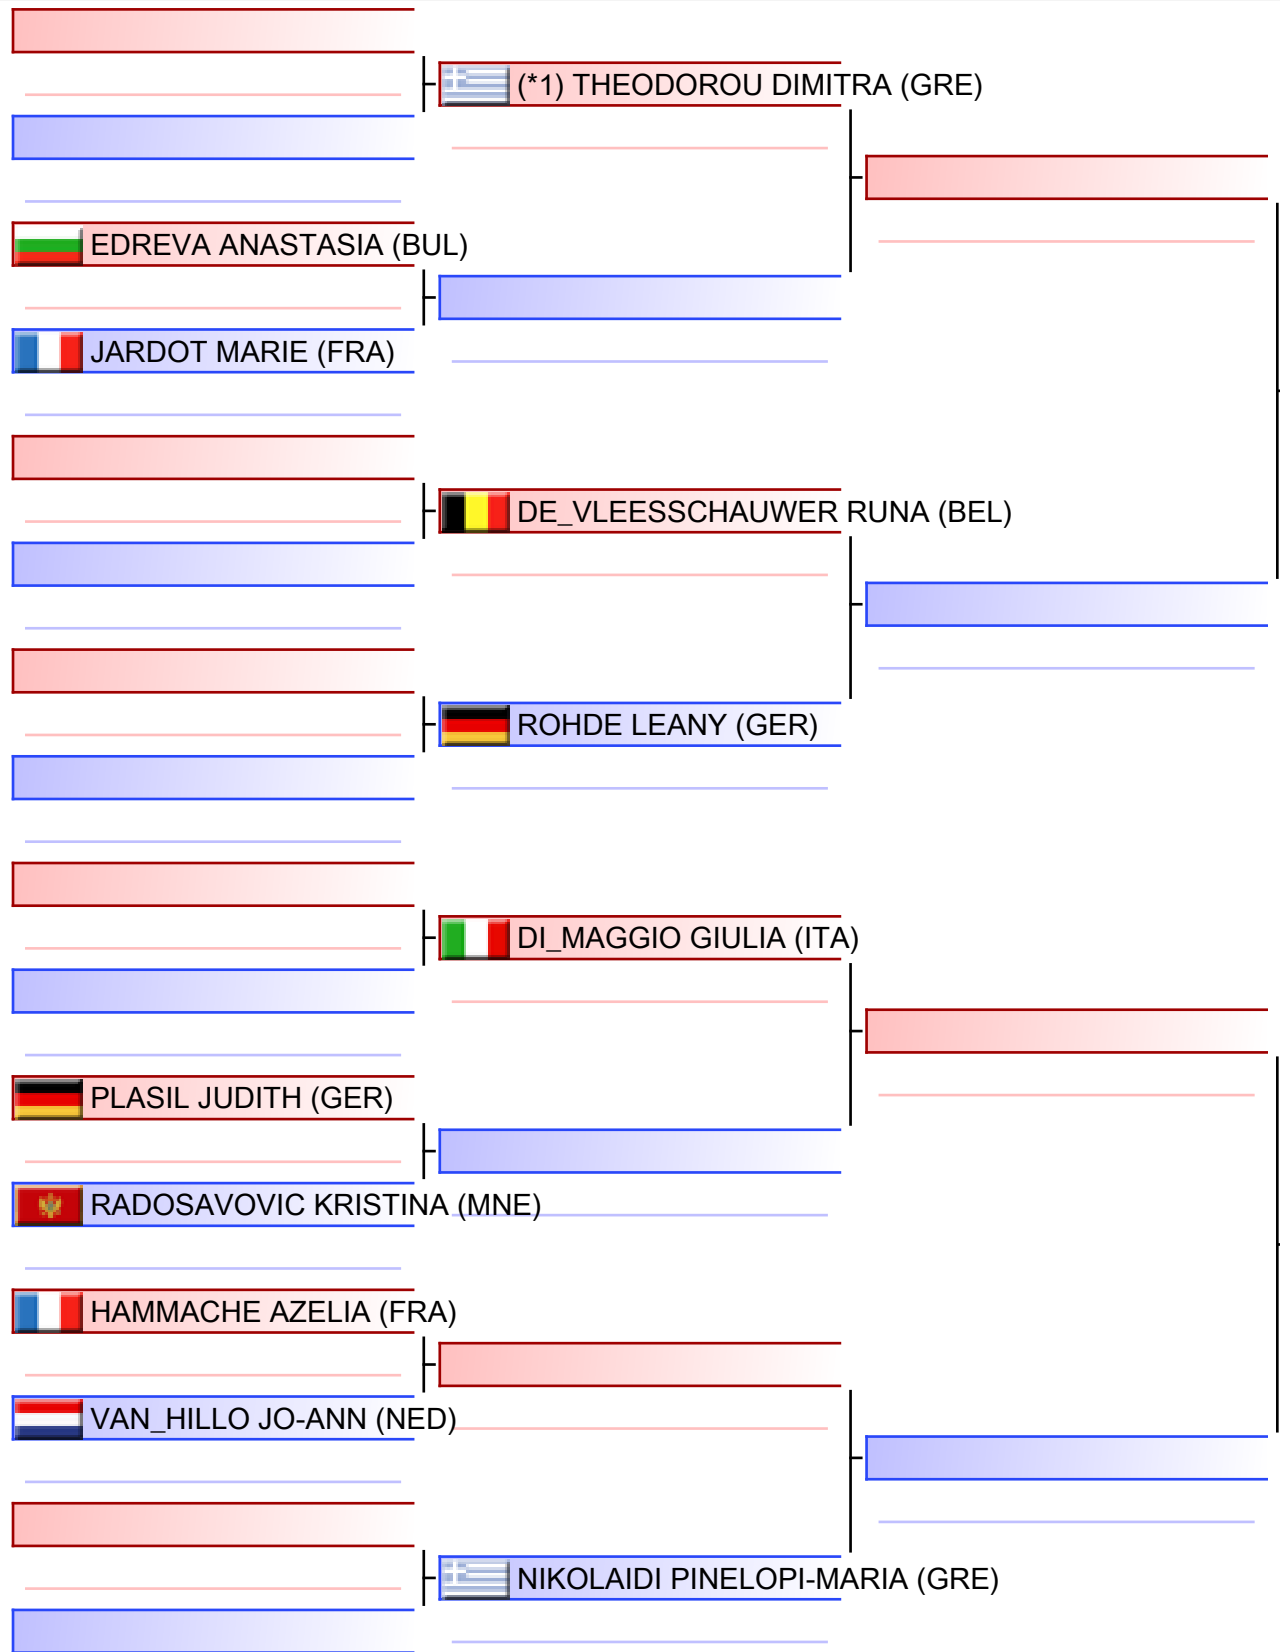 (*1) THEODOROU DIMITRA (GRE)
EDREVA ANASTASIA (BUL)
JARDOT MARIE (FRA)
DE_VLEESSCHAUWER RUNA (BEL)
ROHDE LEANY (GER)
DI_MAGGIO GIULIA (ITA)
PLASIL JUDITH (GER)
RADOSAVOVIC KRISTINA (MNE)
HAMMACHE AZELIA (FRA)
VAN_HILLO JO-ANN (NED)
NIKOLAIDI PINELOPI-MARIA (GRE)